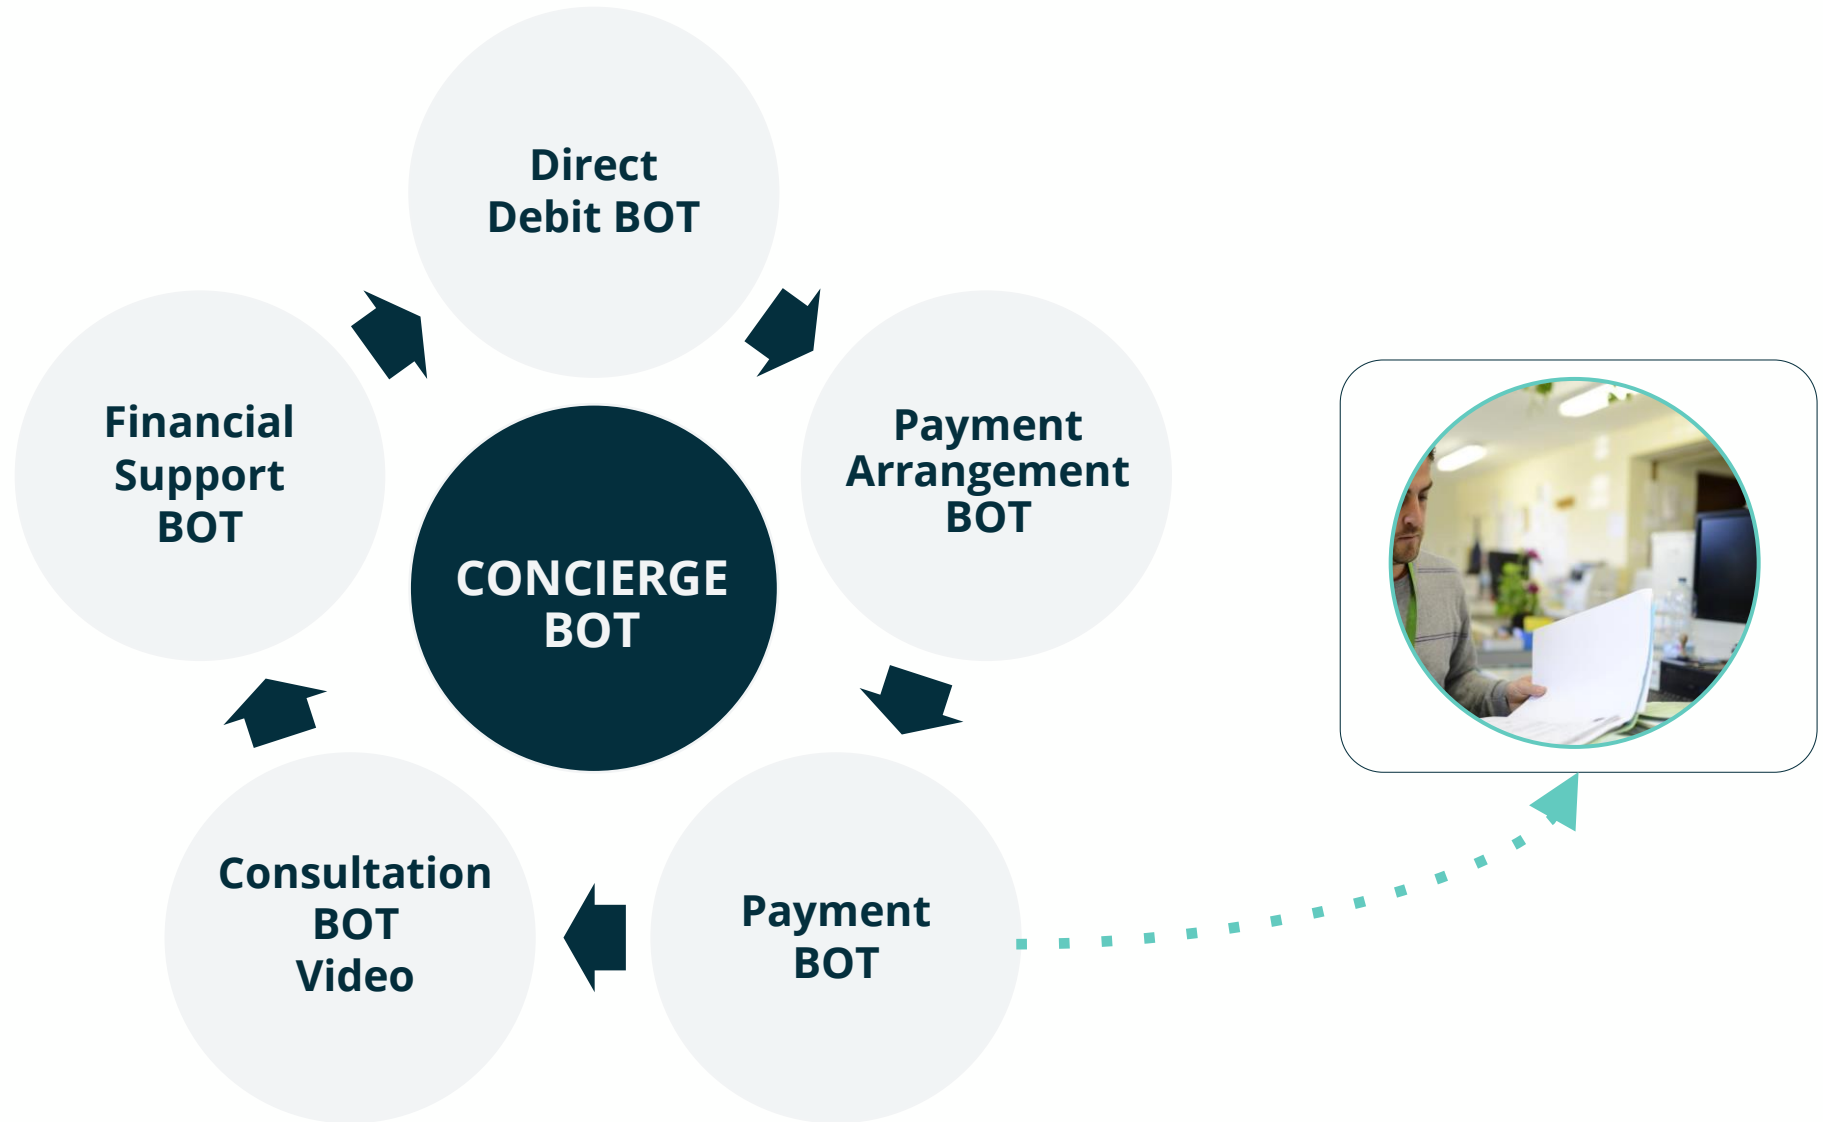 Direct
Debit BOT
Payment
Arrangement
BOT
Financial
Support
BOT
CONCIERGE
BOT
Consultation
BOT
Video
Payment
BOT